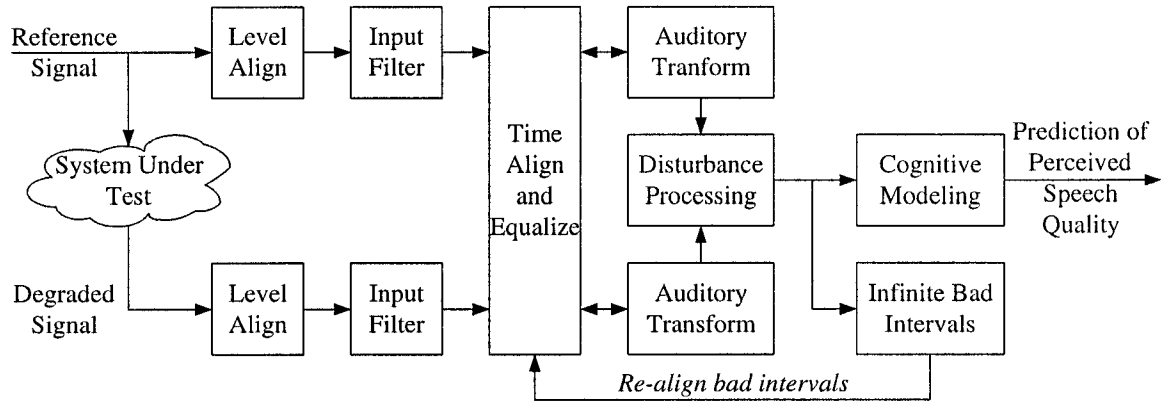 Reference
Signal
Level
Align
Input
Filter
Auditory
Tranform
System Under
Test
Time
Align
and
Equalize
Disturbance
Processing
Cognitive
Modeling
Prediction of
Perceived
Speech
Quality
Degraded
Signal
Level
Align
Input
Filter
Auditory
Transform
Infinite Bad
Intervals
Re-align bad intervals